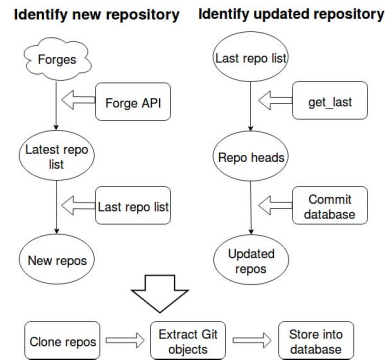 Identify new repository
Forges
Forge API
Latest repo
list
Last repo list
New repos
Identify updated repository
Last repo list
get_last
Repo heads
Commit
database
Updated
repos
Clone repos
Extract Git
objects
Store into
database